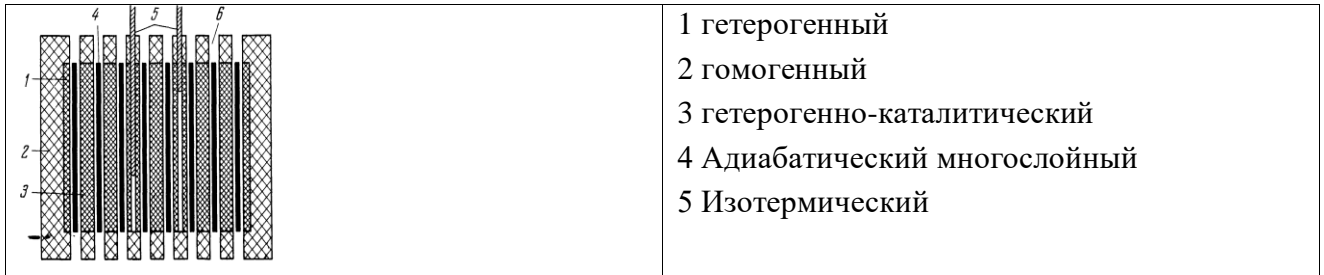 4 5 6
1
2
3
1 гетерогенный
2 гомогенный
3 гетерогенно-каталитический
4 Адиабатический многослойный
5 Изотермический